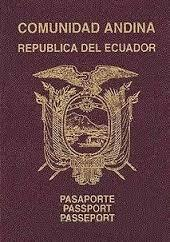 COMUNIDAD ANDINA
REPUBLICA DEL ECUADOR
PASAPORTE
PASSPORT
PASSEPORT